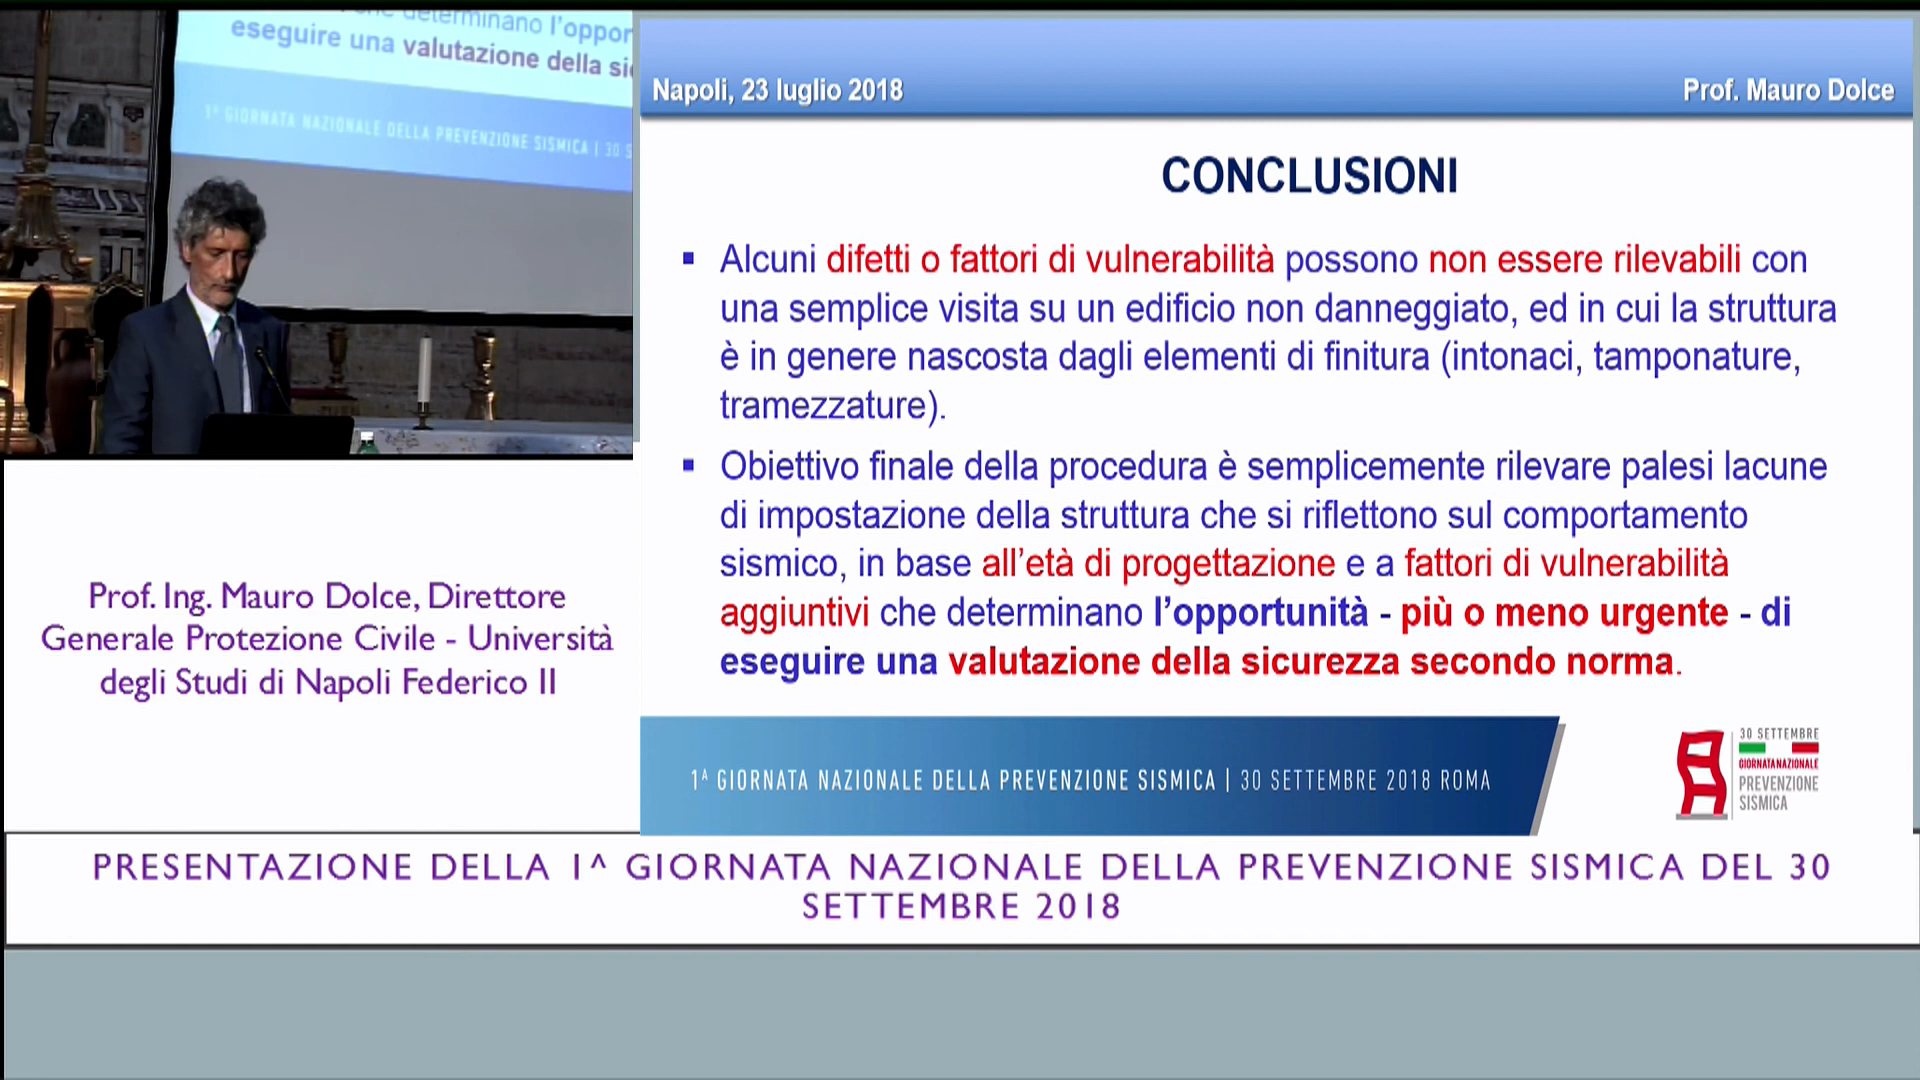 che determinano l'oppor
eseguire una valutazione della si
1ª GIORNATA NAZIONALE DELLA PREVENZIONE SISMICA | 30 S
Napoli, 23 luglio 2018
Prof. Mauro Dolce
CONCLUSIONI
▪ Alcuni difetti o fattori di vulnerabilità possono non essere rilevabili con
una semplice visita su un edificio non danneggiato, ed in cui la struttura
è in genere nascosta dagli elementi di finitura (intonaci, tamponature,
tramezzature).
▪ Obiettivo finale della procedura è semplicemente rilevare palesi lacune
di impostazione della struttura che si riflettono sul comportamento
sismico, in base all'età di progettazione e a fattori di vulnerabilità
aggiuntivi che determinano l'opportunità - più o meno urgente - di
eseguire una valutazione della sicurezza secondo norma.
1ᴬ GIORNATA NAZIONALE DELLA PREVENZIONE SISMICA | 30 SETTEMBRE 2018 ROMA
30 SETTEMBRE
GIORNATA NAZIONALE
PREVENZIONE
SISMICA
Prof. Ing. Mauro Dolce, Direttore
Generale Protezione Civile - Università
degli Studi di Napoli Federico II
PRESENTAZIONE DELLA 1^ GIORNATA NAZIONALE DELLA PREVENZIONE SISMICA DEL 30
SETTEMBRE 2018